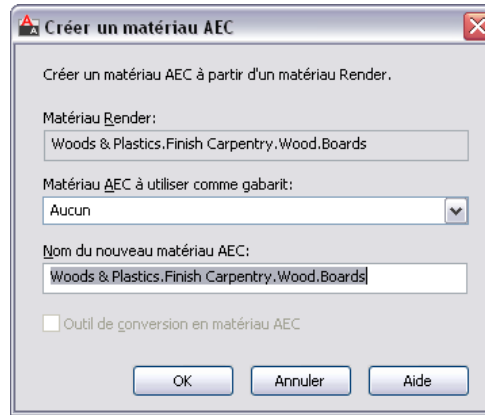 Créer un matériau AEC
Créer un matériau AEC à partir d'un matériau Render.
Matériau Render:
Woods & Plastics.Finish Carpentry.Wood.Boards
Matériau AEC à utiliser comme gabarit:
Aucun
Nom du nouveau matériau AEC:
Woods & Plastics.Finish Carpentry.Wood.Boards
Outil de conversion en matériau AEC
OK Annuler Aide